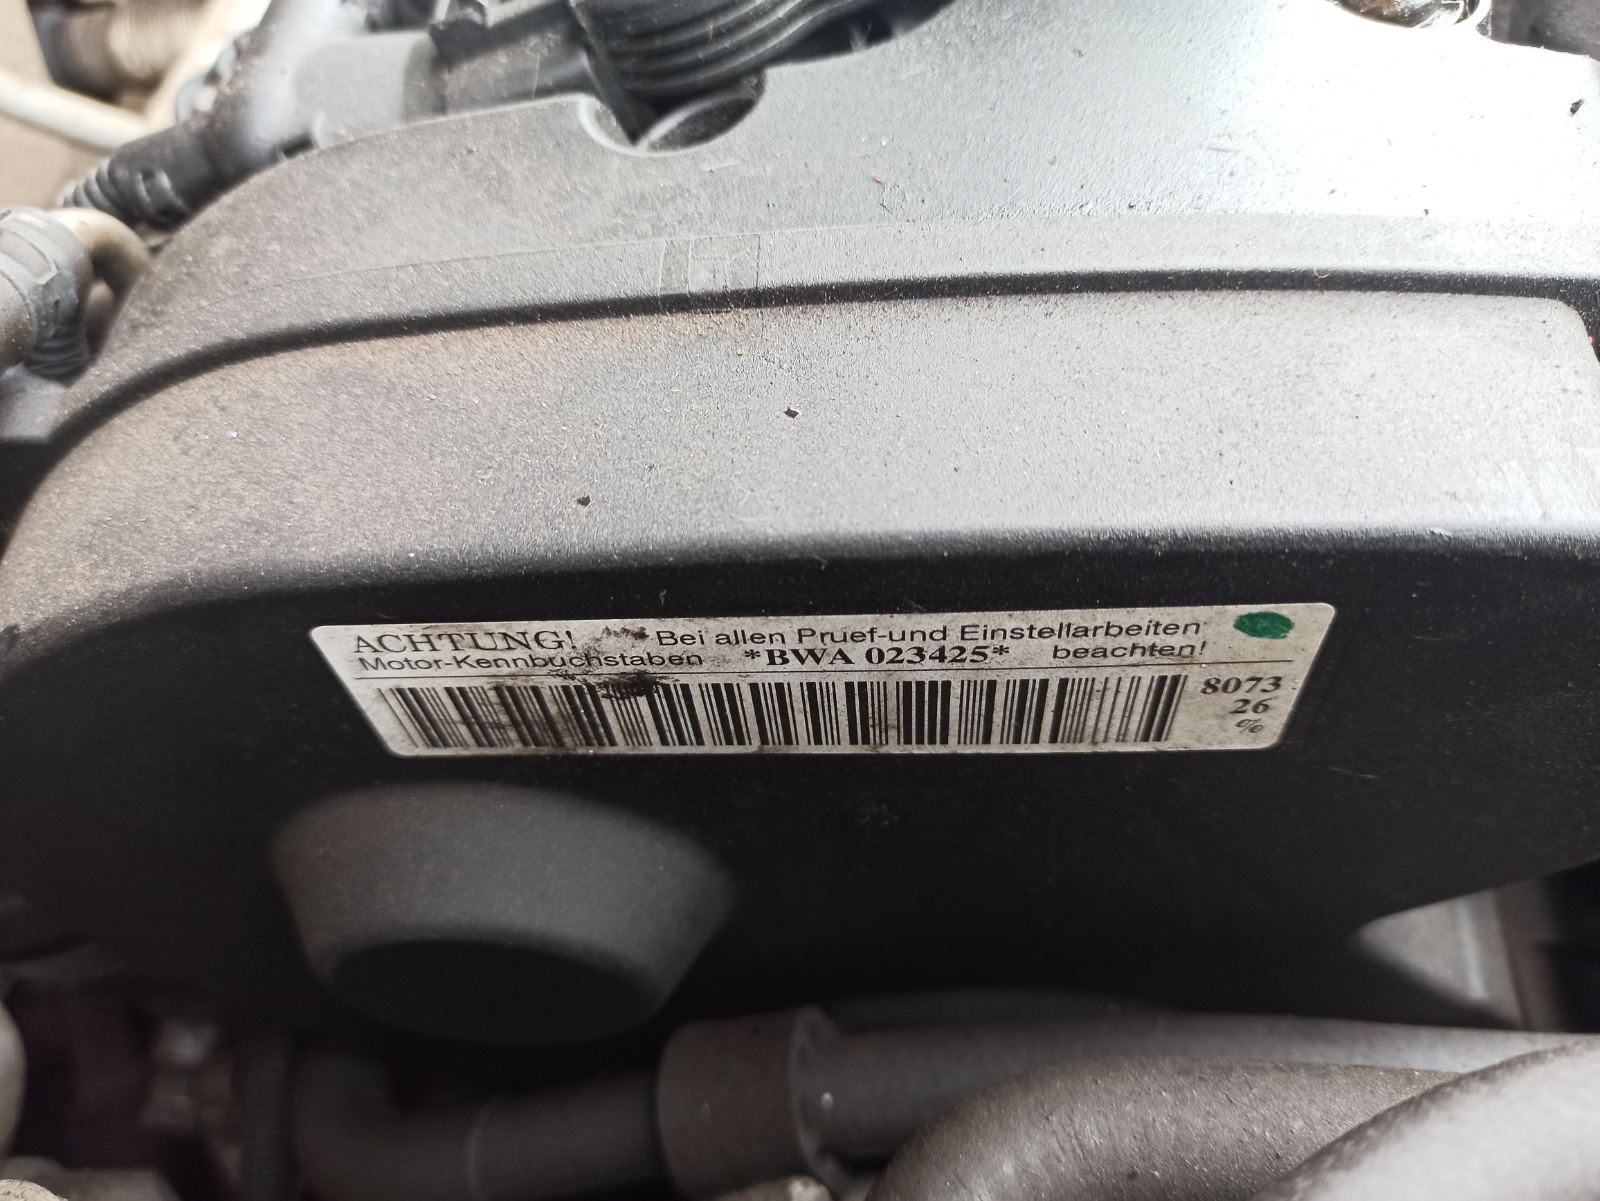 ACHTUNG! Bei allen Pruef-und Einstellarbeiten
Motor-Kennbuchstaben *BWA 023425* beachten!
8073
26
%